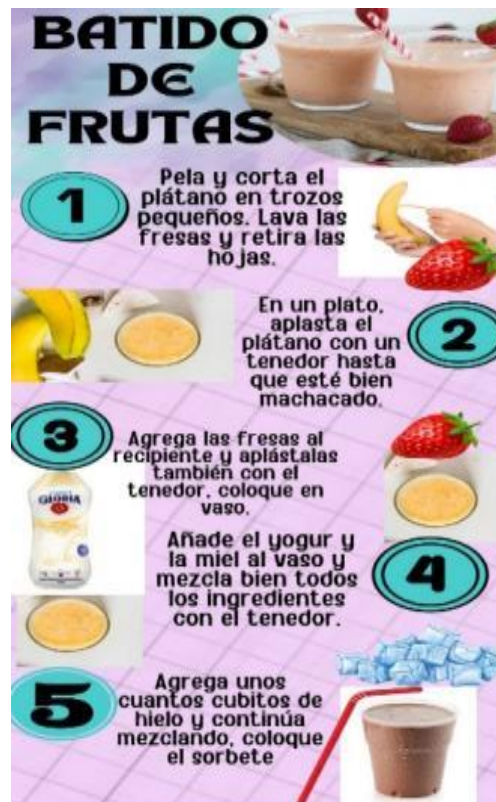 BATIDO
DE
FRUTAS
1
Pela y corta el
plátano en trozos
pequeños. Lava las
fresas y retira las
hojas.
En un plato,
aplasta el
plátano con un
tenedor hasta
que esté bien
machacado.
2
3
Agrega las fresas al
recipiente y aplástalas
también con el
tenedor, coloque en
vaso.
GLORIA
Añade el yogur y
la miel al vaso y
mezcla bien todos
los ingredientes
con el tenedor.
4
5
Agrega unos
cuantos cubitos de
hielo y continúa
mezclando, coloque
el sorbete